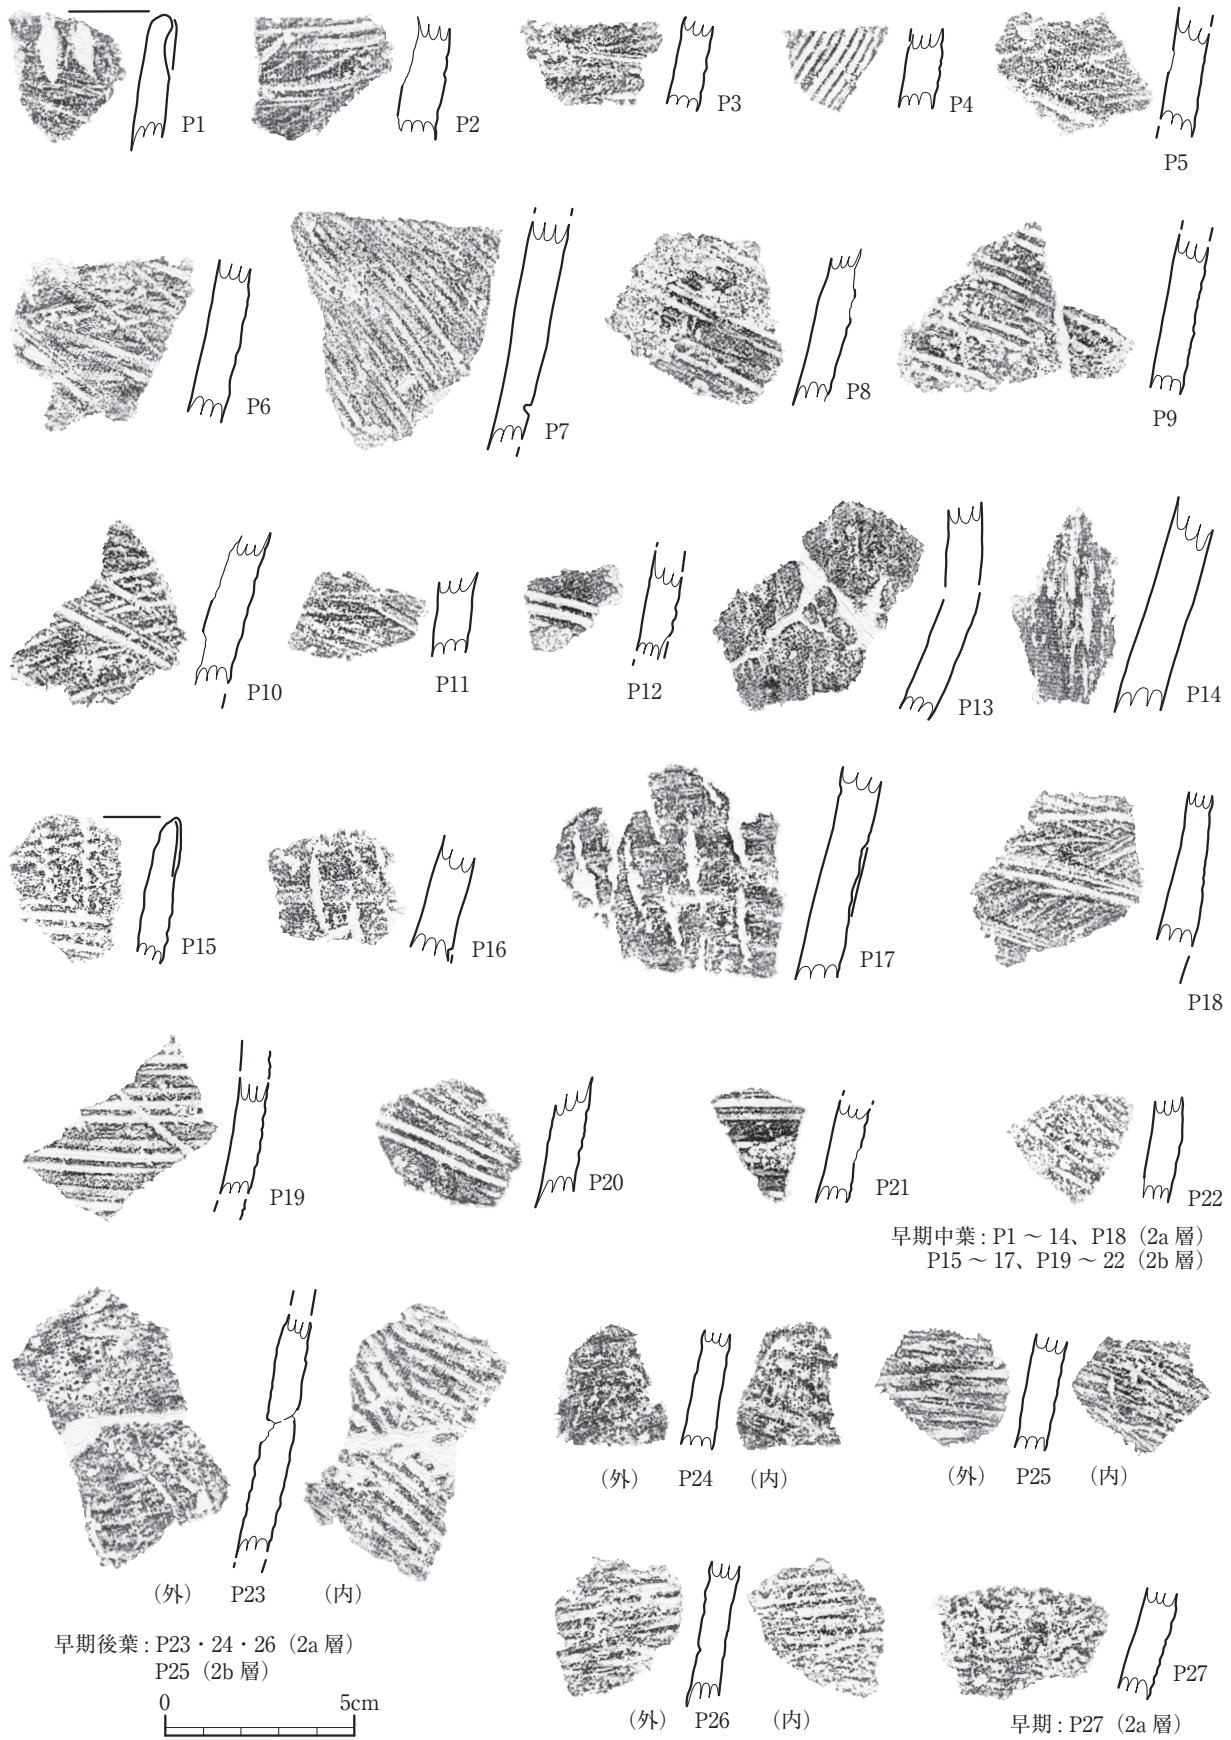 P1
P2
P3
P4
P5
P6
P7
P8
P9
P10
P11
P12
P13
P14
P15
P16
P17
P18
P19
P20
P21
P22
早期中葉 : P1 ～ 14、P18（2a 層）
P15 ～ 17、P19 ～ 22（2b 層）
（外） P23 （内）
（外） P24 （内）
（外） P25 （内）
早期後葉 : P23・24・26（2a 層）
P25（2b 層）
0 5cm
（外） P26 （内）
P27
早期 : P27（2a 層）